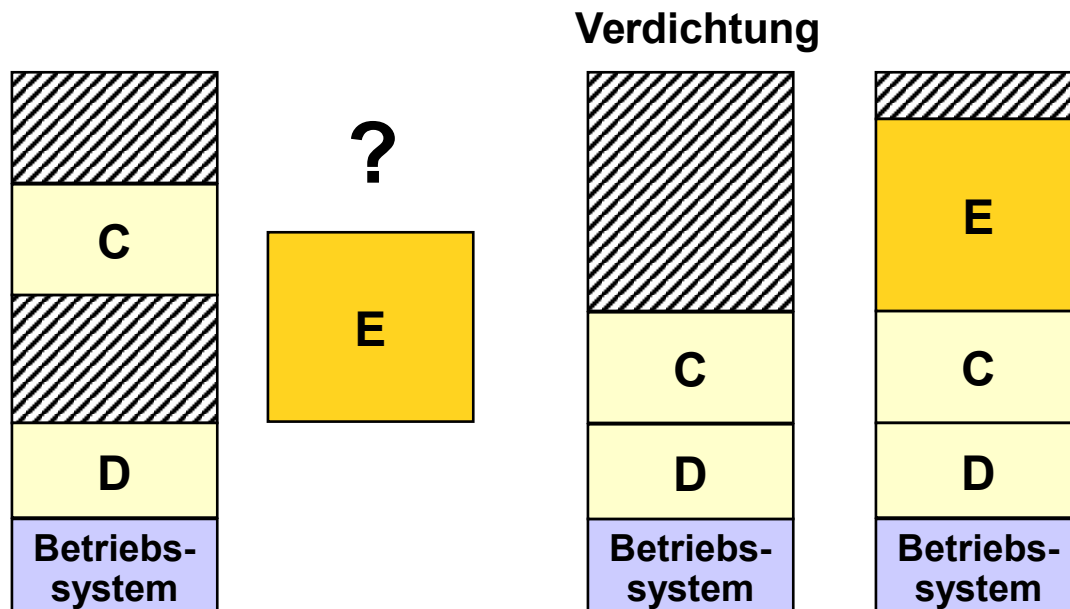 Verdichtung
?
C
E
D
Betriebs-
system
C
D
Betriebs-
system
E
C
D
Betriebs-
system